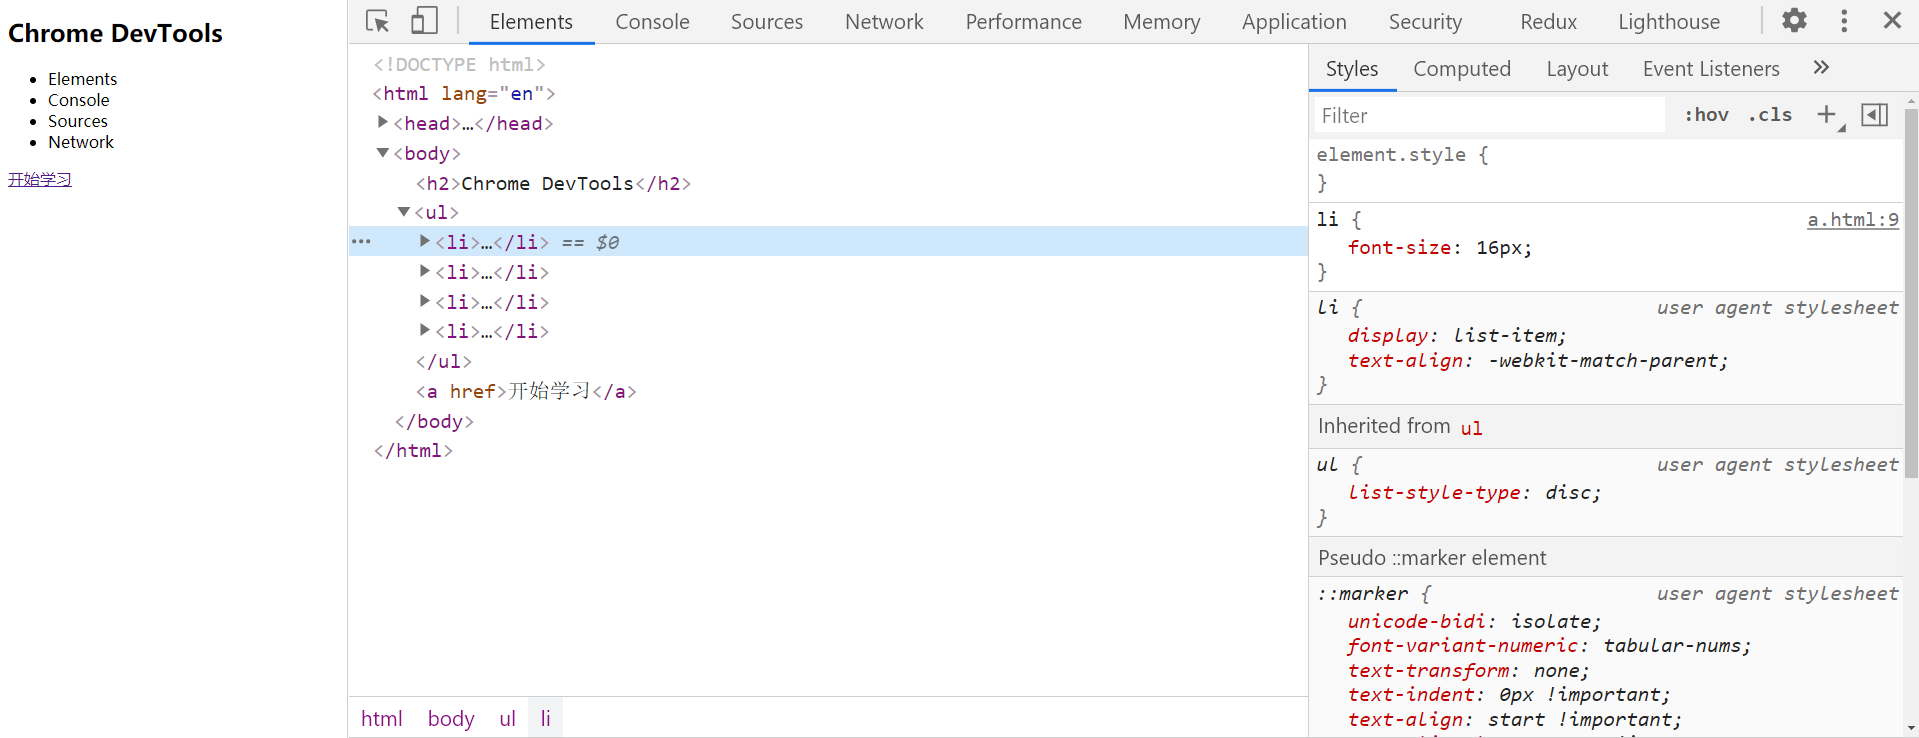 Chrome DevTools
Elements
Console
Sources
Network
开始学习
Elements Console Sources Network Performance Memory Application Security Redux Lighthouse
<!DOCTYPE html>
<html lang="en">
<head>…</head>
<body>
<h2>Chrome DevTools</h2>
<ul>
<li>…</li> == $0
<li>…</li>
<li>…</li>
<li>…</li>
</ul>
<a href>开始学习</a>
</body>
</html>
html body ul li
Styles Computed Layout Event Listeners »
Filter :hov .cls +
element.style {
}
li { a.html:9
font-size: 16px;
}
li { user agent stylesheet
display: list-item;
text-align: -webkit-match-parent;
}
Inherited from ul
ul { user agent stylesheet
list-style-type: disc;
}
Pseudo ::marker element
::marker { user agent stylesheet
unicode-bidi: isolate;
font-variant-numeric: tabular-nums;
text-transform: none;
text-indent: 0px !important;
text-align: start !important;